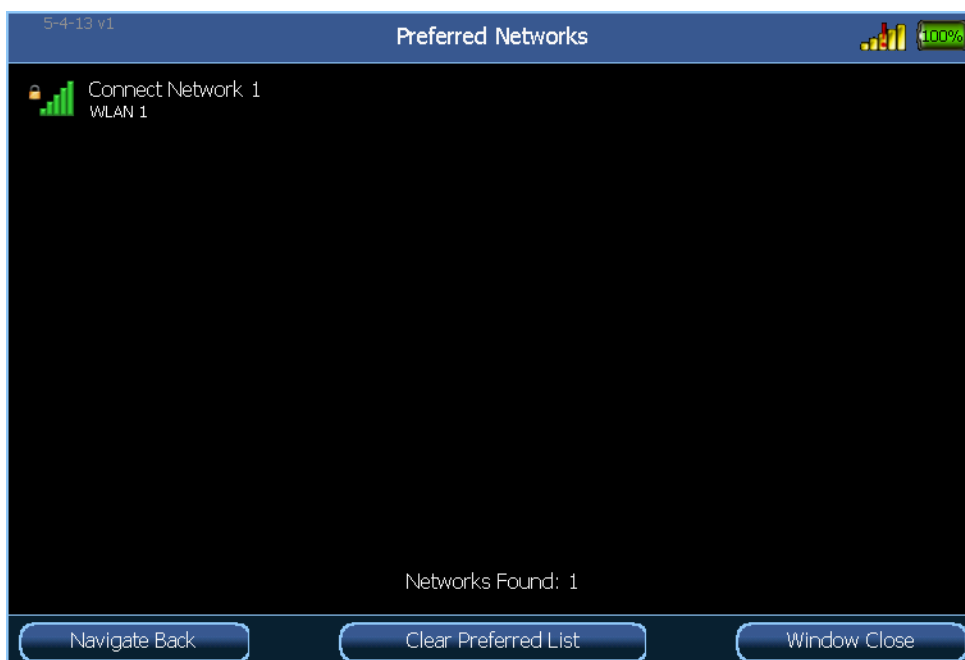 5-4-13 v1
Preferred Networks
100%
Connect Network 1
WLAN 1
Networks Found: 1
Navigate Back
Clear Preferred List
Window Close